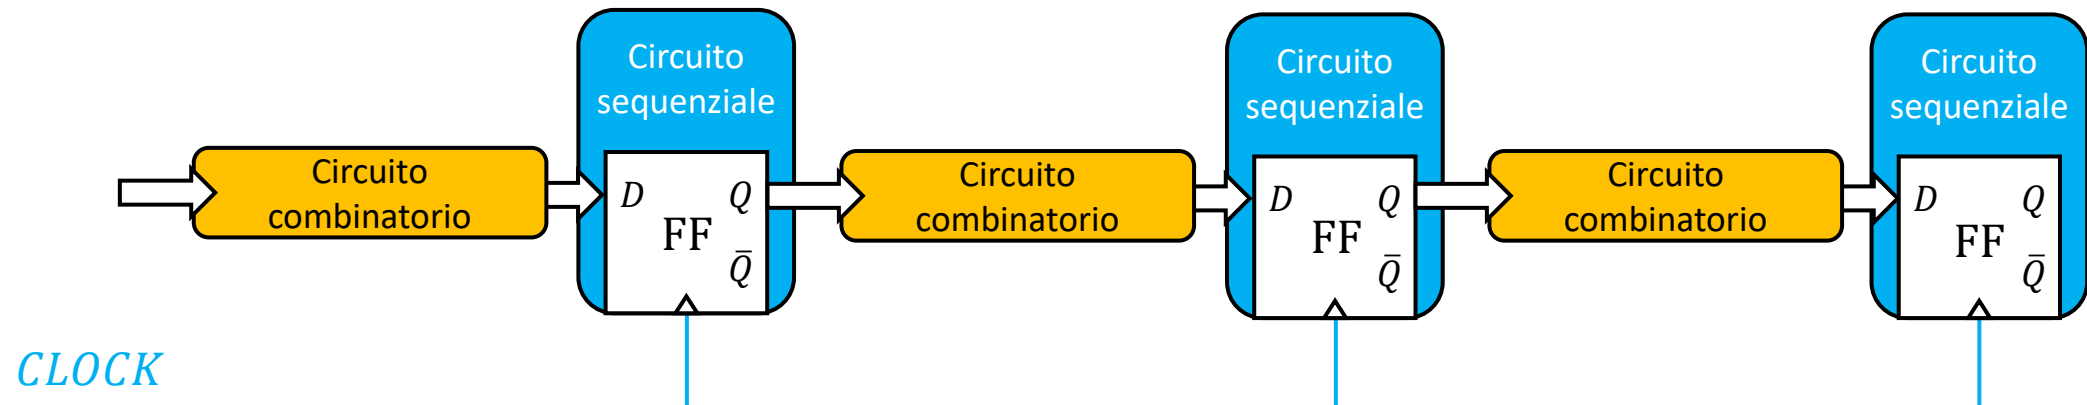 Circuito
sequenziale
Circuito
sequenziale
Circuito
sequenziale
Circuito
combinatorio
Circuito
combinatorio
Circuito
combinatorio
D Q
FF
Q̄
D Q
FF
Q̄
D Q
FF
Q̄
CLOCK